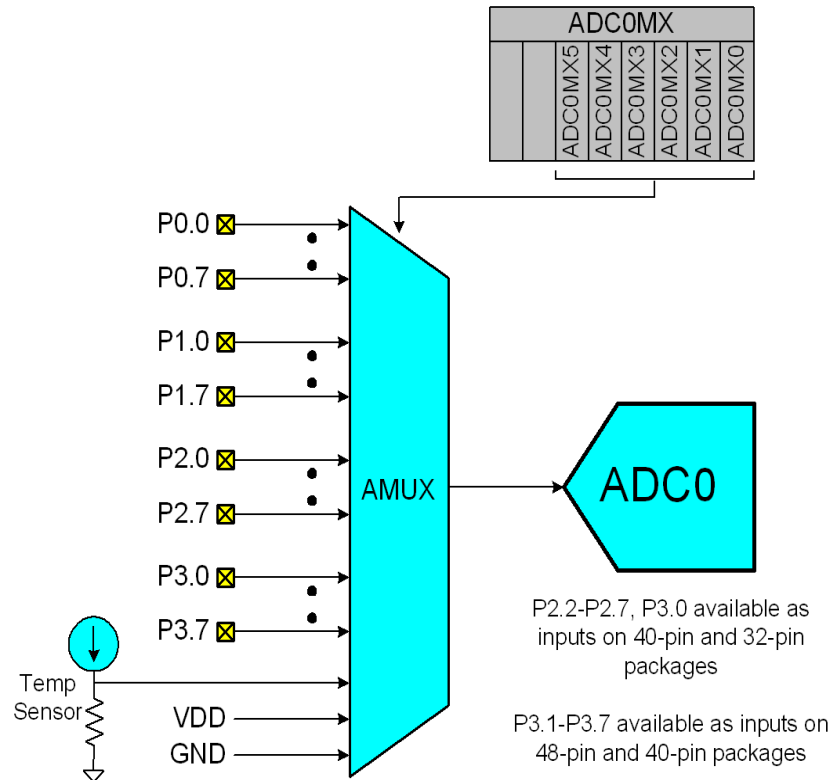 ADC0MX
ADC0MX5
ADC0MX4
ADC0MX3
ADC0MX2
ADC0MX1
ADC0MX0
P0.0
P0.7
P1.0
P1.7
P2.0
P2.7
P3.0
P3.7
AMUX
ADC0
Temp
Sensor
VDD
GND
P2.2-P2.7, P3.0 available as
inputs on 40-pin and 32-pin
packages
P3.1-P3.7 available as inputs on
48-pin and 40-pin packages